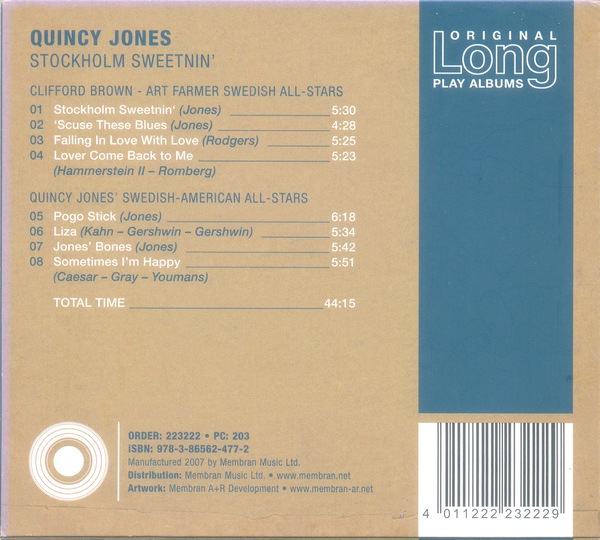 QUINCY JONES
STOCKHOLM SWEETNIN'
CLIFFORD BROWN - ART FARMER SWEDISH ALL-STARS
01 Stockholm Sweetnin' (Jones) 5:30
02 'Scuse These Blues (Jones) 4:28
03 Falling In Love With Love (Rodgers) 5:25
04 Lover Come Back to Me 5:23
(Hammerstein II – Romberg)
QUINCY JONES' SWEDISH-AMERICAN ALL-STARS
05 Pogo Stick (Jones) 6:18
06 Liza (Kahn – Gershwin – Gershwin) 5:34
07 Jones' Bones (Jones) 5:42
08 Sometimes I'm Happy 5:51
(Caesar – Gray – Youmans)
TOTAL TIME 44:15
ORIGINAL
Long
PLAY ALBUMS
ORDER: 223222 • PC: 203
ISBN: 978-3-86562-477-2
Manufactured 2007 by Membran Music Ltd.
Distribution: Membran Music Ltd. • www.membran.net
Artwork: Membran A+R Development • www.membran-ar.net
4 011222 232229